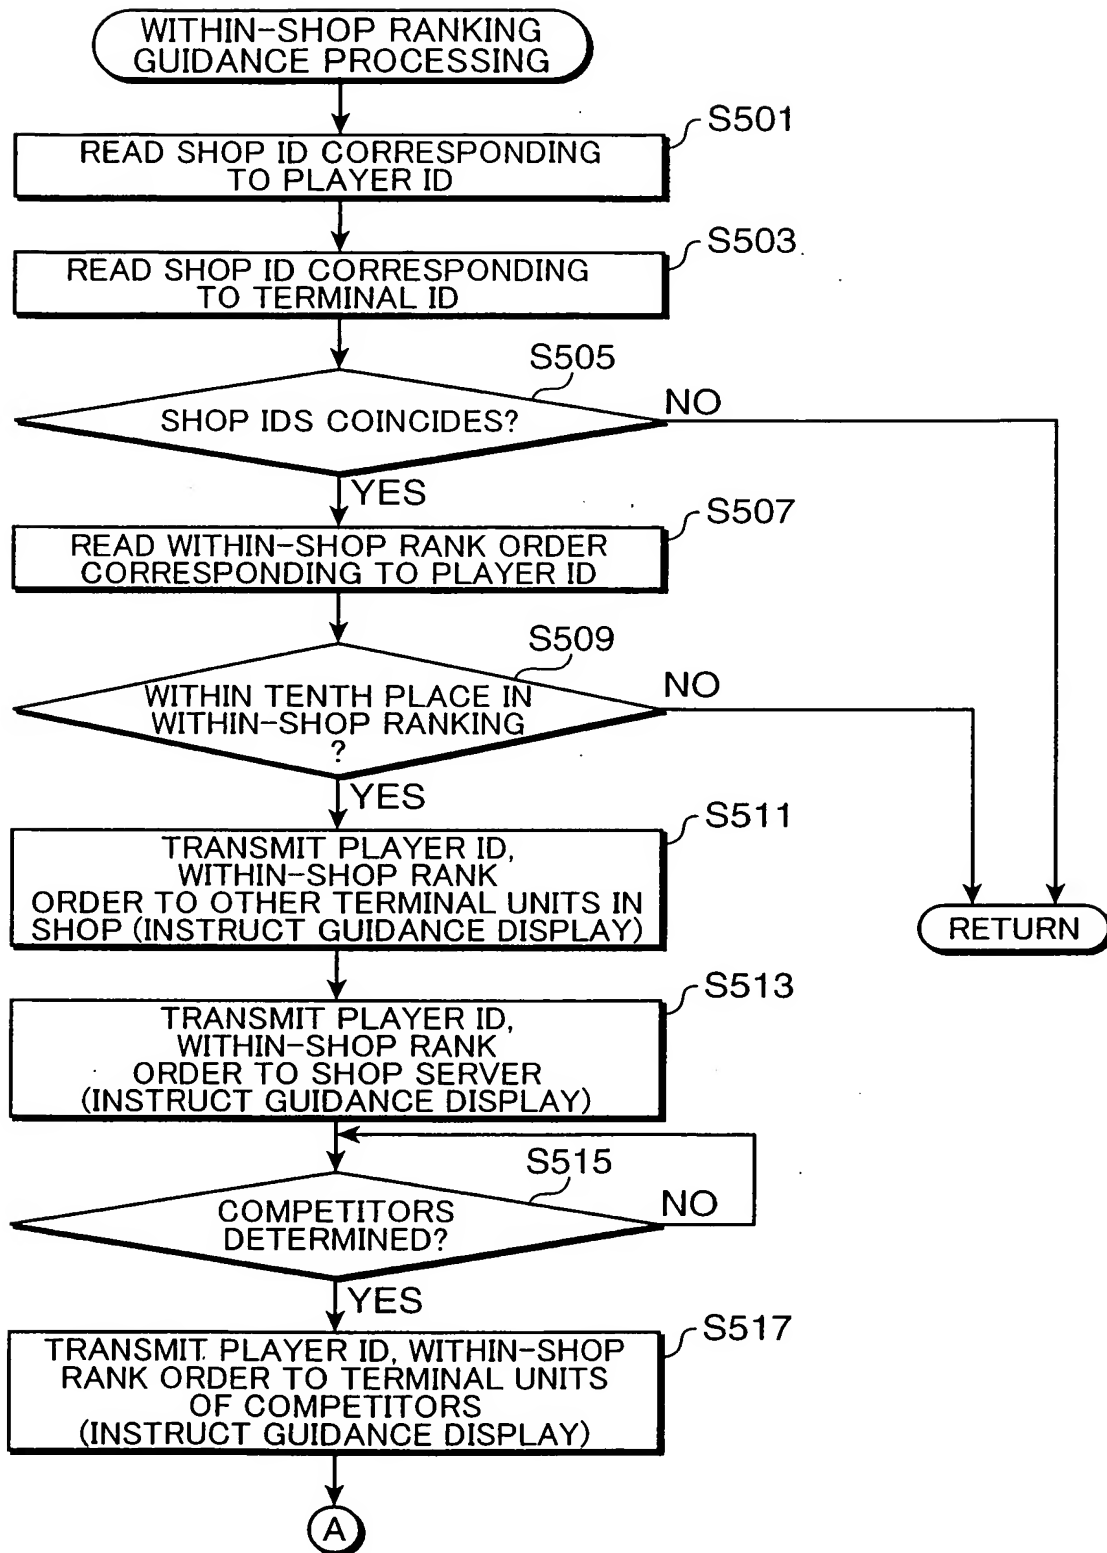 WITHIN-SHOP RANKING
GUIDANCE PROCESSING
S501
READ SHOP ID CORRESPONDING
TO PLAYER ID
S503
READ SHOP ID CORRESPONDING
TO TERMINAL ID
S505
SHOP IDS COINCIDES?
NO
YES
S507
READ WITHIN-SHOP RANK ORDER
CORRESPONDING TO PLAYER ID
S509
WITHIN TENTH PLACE IN
WITHIN-SHOP RANKING
?
NO
YES
S511
TRANSMIT PLAYER ID,
WITHIN-SHOP RANK
ORDER TO OTHER TERMINAL UNITS IN
SHOP (INSTRUCT GUIDANCE DISPLAY)
RETURN
S513
TRANSMIT PLAYER ID,
WITHIN-SHOP RANK
ORDER TO SHOP SERVER
(INSTRUCT GUIDANCE DISPLAY)
S515
COMPETITORS
DETERMINED?
NO
YES
S517
TRANSMIT PLAYER ID, WITHIN-SHOP
RANK ORDER TO TERMINAL UNITS
OF COMPETITORS
(INSTRUCT GUIDANCE DISPLAY)
A